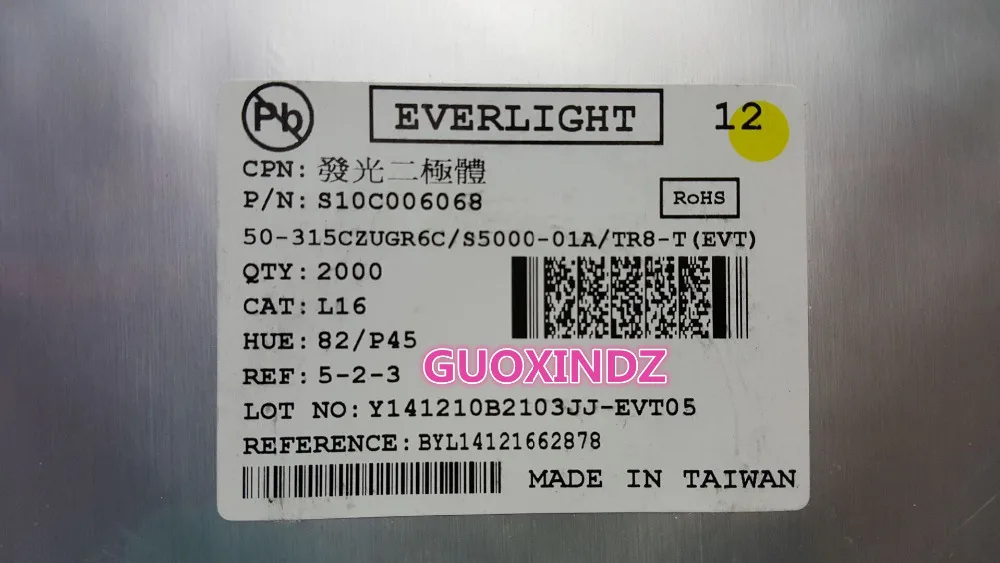 Pb
EVERLIGHT
12
CPN: 發光二極體
P/N: S10C006068
RoHS
50-315CZUGR6C/S5000-01A/TR8-T(EVT)
QTY: 2000
CAT: L16
HUE: 82/P45
GUOXINDZ
REF: 5-2-3
LOT NO: Y141210B2103JJ-EVT05
REFERENCE: BYL14121662878
MADE IN TAIWAN